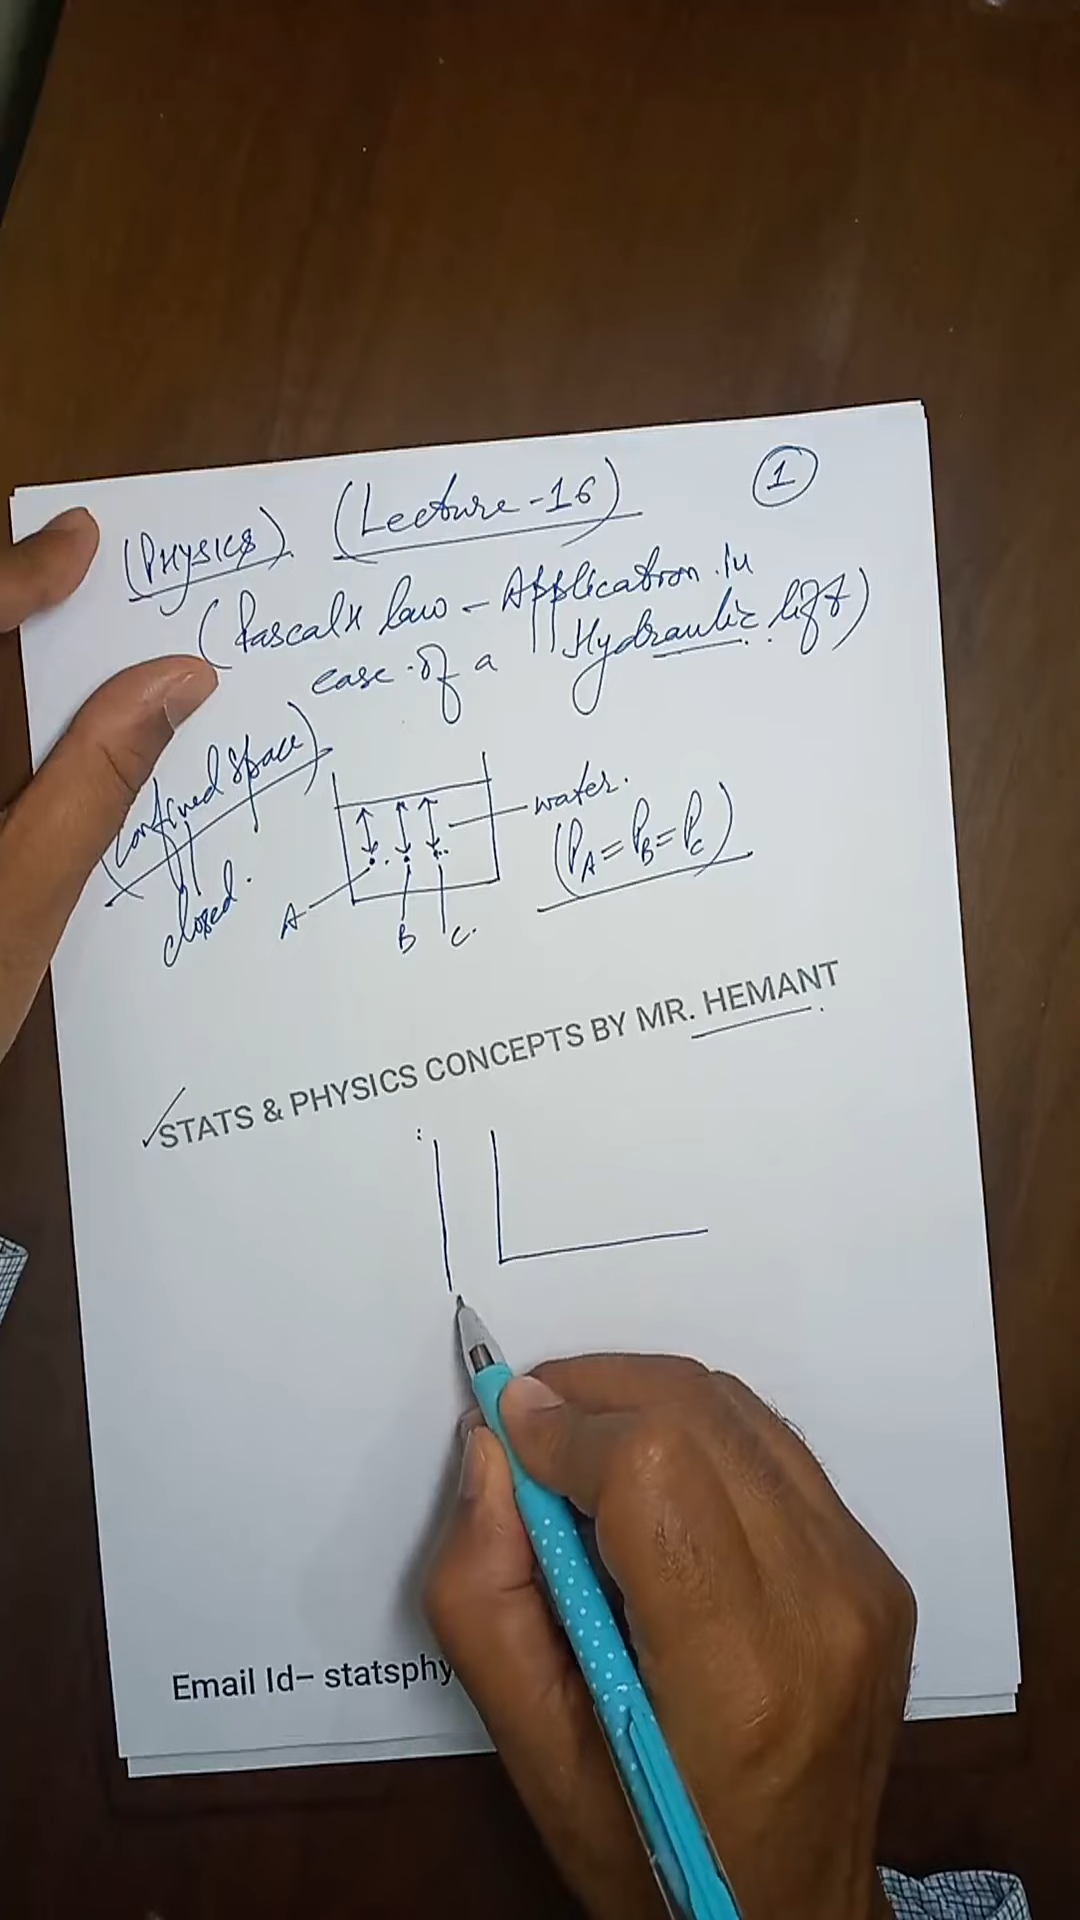 (PHYSICS). (Lecture-16) 1
(Pascal's law - Application in
case of a Hydraulic lift)
(Confined space)
closed.
water.
(PA = PB = PC)
A
B C.
STATS & PHYSICS CONCEPTS BY MR. HEMANT
Email Id- statsphy